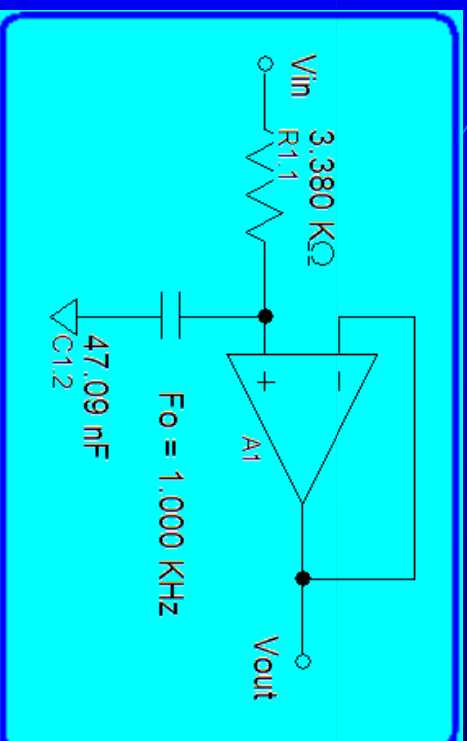 Vin
3.380 KΩ
R1.1
+
−
A1
47.09 nF
C1.2
Fo = 1.000 KHz
Vout